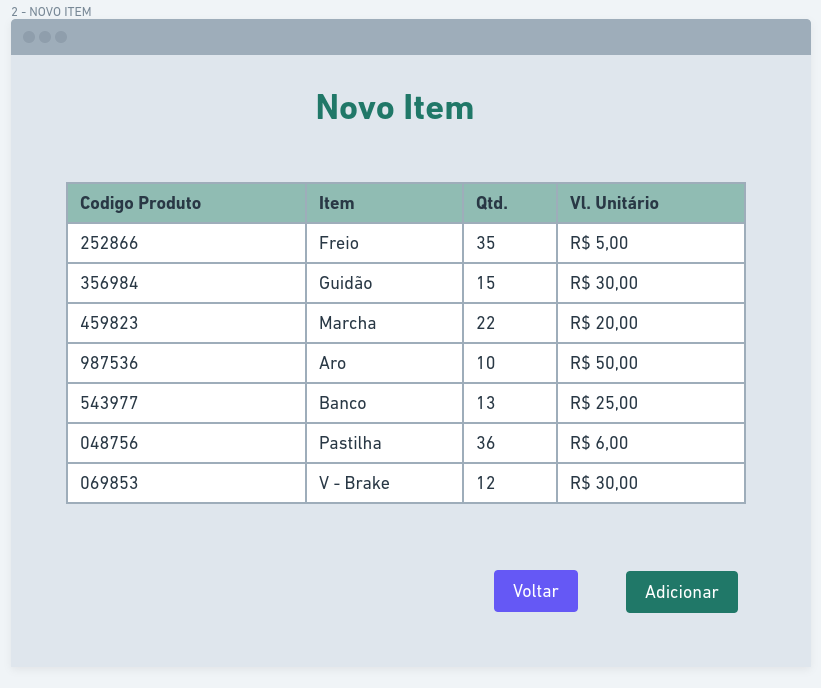 2 - NOVO ITEM
Novo Item
Codigo Produto Item Qtd. Vl. Unitário
252866 Freio 35 R$ 5,00
356984 Guidão 15 R$ 30,00
459823 Marcha 22 R$ 20,00
987536 Aro 10 R$ 50,00
543977 Banco 13 R$ 25,00
048756 Pastilha 36 R$ 6,00
069853 V - Brake 12 R$ 30,00
Voltar Adicionar